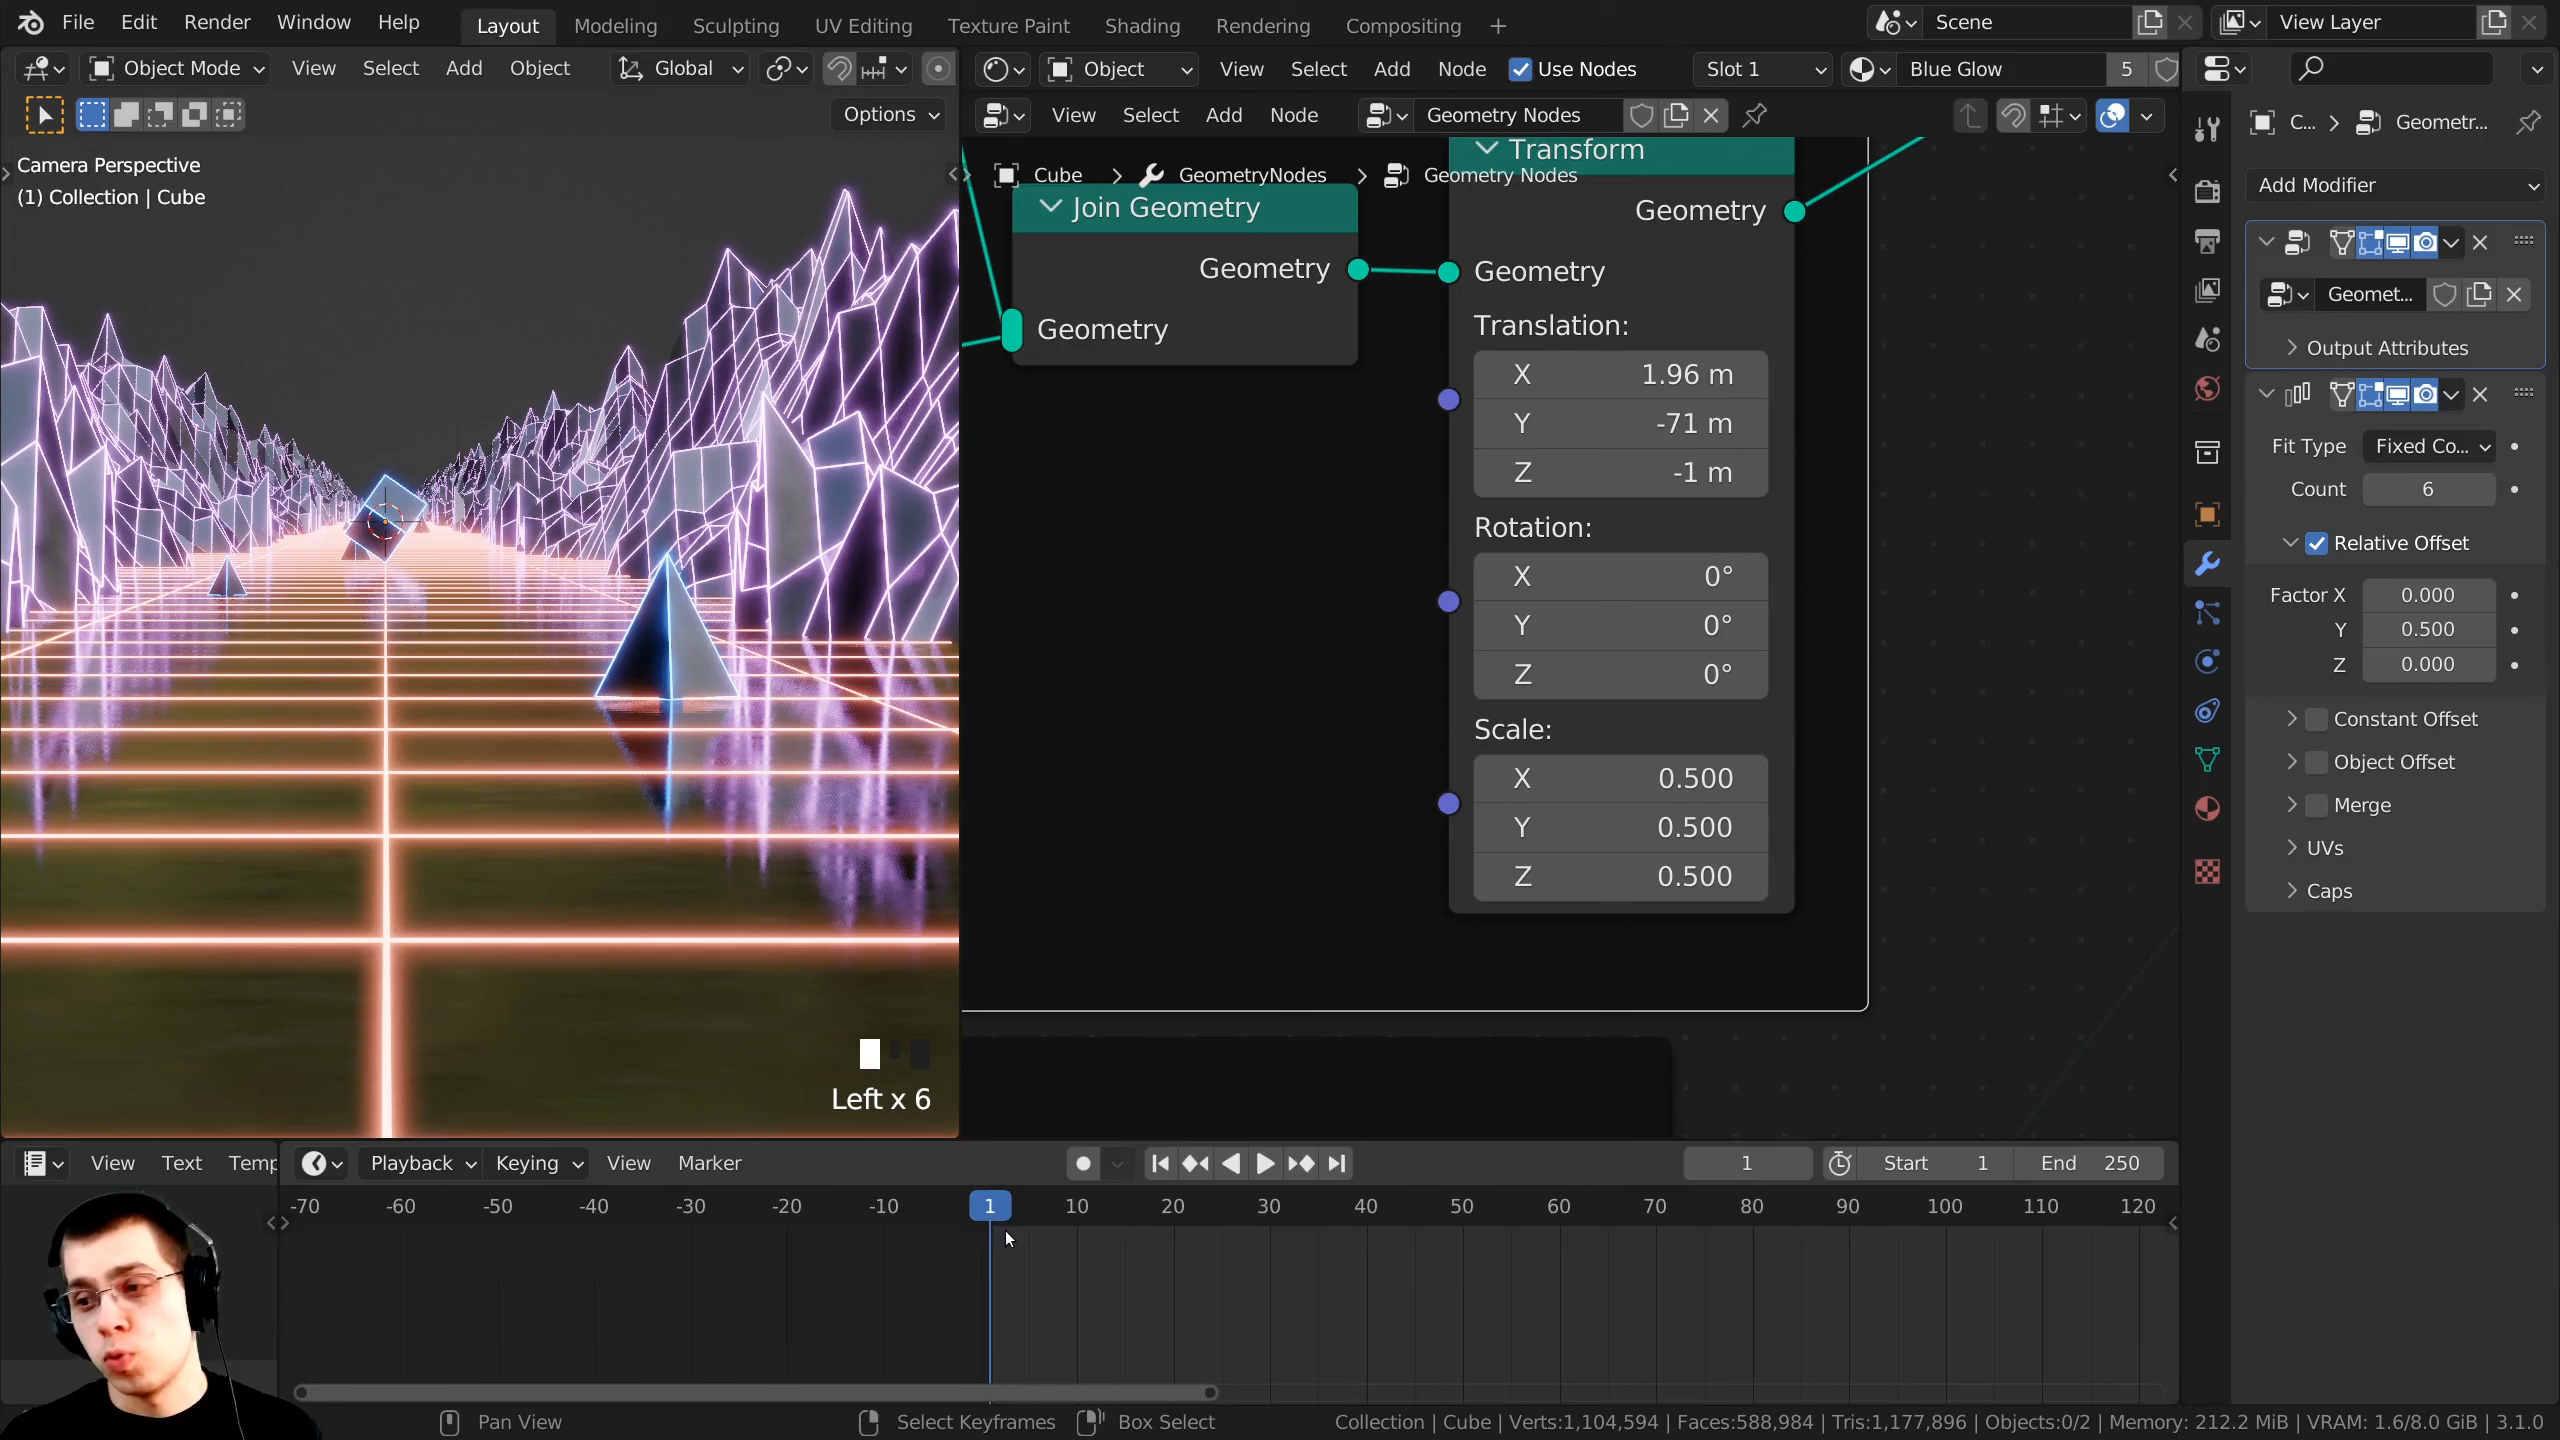 File Edit Render Window Help Layout Modeling Sculpting UV Editing Texture Paint Shading Rendering Compositing + Scene View Layer
Object Mode View Select Add Object Global
Object View Select Add Node Use Nodes Slot 1 Blue Glow 5
Options
View Select Add Node Geometry Nodes
C... > Geometr...
Camera Perspective
(1) Collection | Cube
Cube > GeometryNodes > Geometry Nodes
Join Geometry
Geometry
Geometry
Transform
Geometry
Geometry
Translation:
X 1.96 m
Y -71 m
Z -1 m
Rotation:
X 0°
Y 0°
Z 0°
Scale:
X 0.500
Y 0.500
Z 0.500
Add Modifier
Geomet...
Output Attributes
Fit Type Fixed Co...
Count 6
Relative Offset
Factor X 0.000
Y 0.500
Z 0.000
Constant Offset
Object Offset
Merge
UVs
Caps
Left x 6
View Text Temp
Playback Keying View Marker 1 Start 1 End 250
-70 -60 -50 -40 -30 -20 -10 1 10 20 30 40 50 60 70 80 90 100 110 120
Pan View Select Keyframes Box Select Collection | Cube | Verts:1,104,594 | Faces:588,984 | Tris:1,177,896 | Objects:0/2 | Memory: 212.2 MiB | VRAM: 1.6/8.0 GiB | 3.1.0